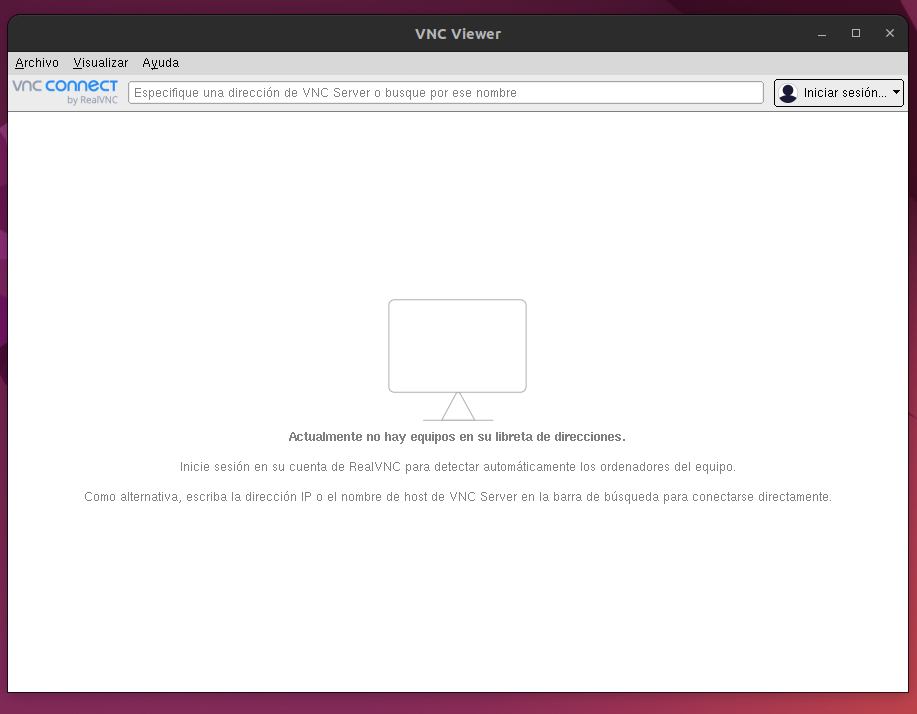 VNC Viewer
Archivo Visualizar Ayuda
vnc connect
by RealVNC
Especifique una dirección de VNC Server o busque por ese nombre
Iniciar sesión...
Actualmente no hay equipos en su libreta de direcciones.
Inicie sesión en su cuenta de RealVNC para detectar automáticamente los ordenadores del equipo.
Como alternativa, escriba la dirección IP o el nombre de host de VNC Server en la barra de búsqueda para conectarse directamente.